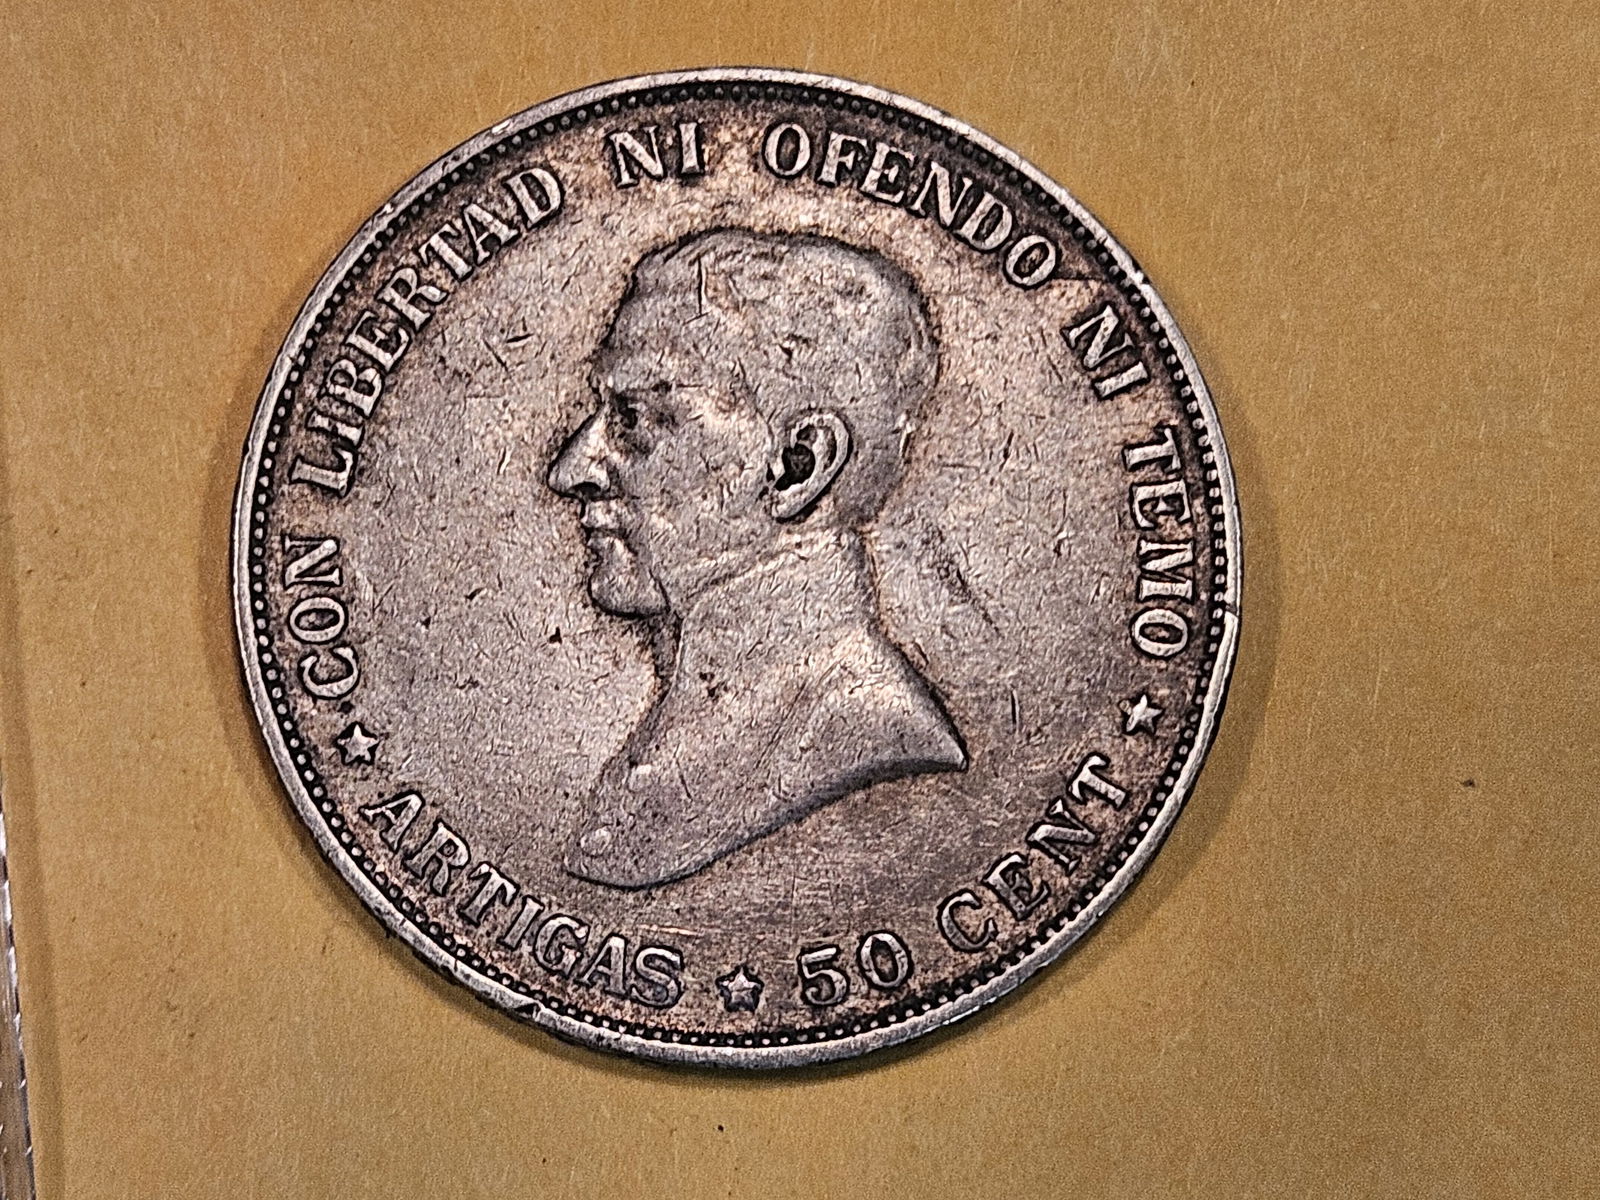 CON LIBERTAD NI OFENDO NI TEMO
ARTIGAS ★ 50 CENT ★